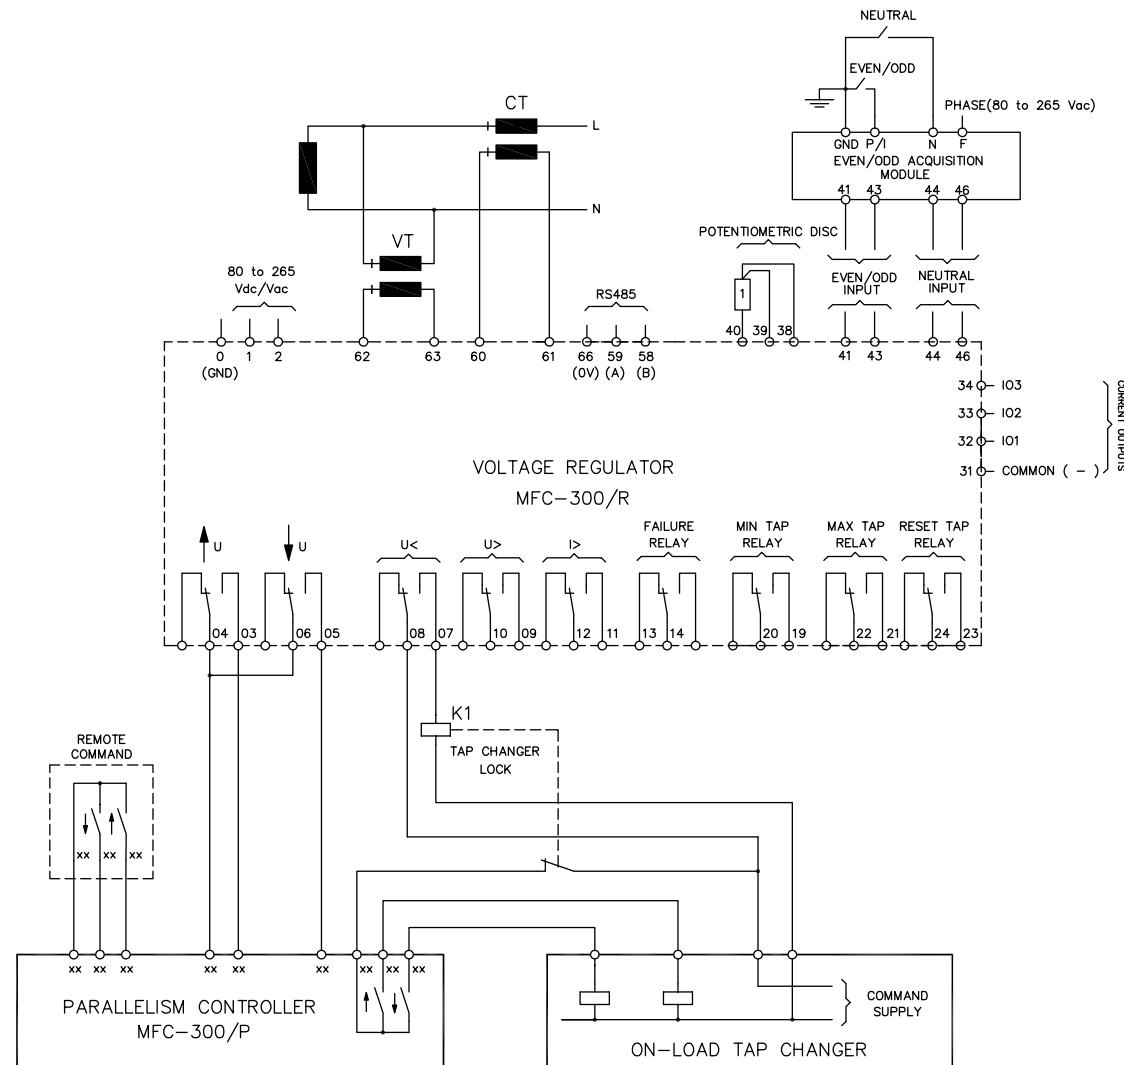 NEUTRAL
EVEN/ODD
PHASE(80 to 265 Vac)
CT
L
GND P/I N F
EVEN/ODD ACQUISITION
MODULE
41 43 44 46
N
POTENTIOMETRIC DISC
VT
80 to 265
Vdc/Vac
RS485
1
EVEN/ODD
INPUT
NEUTRAL
INPUT
40 39 38
0 1 2 62 63 60 61 66 59 58 41 43 44 46
(GND) (0V) (A) (B)
34 IO3
33 IO2
32 IO1
31 COMMON ( - )
CURRENT OUTPUTS
VOLTAGE REGULATOR
MFC-300/R
U
U
U<
U>
I>
FAILURE
RELAY
MIN TAP
RELAY
MAX TAP
RELAY
RESET TAP
RELAY
04 03 06 05 08 07 10 09 12 11 13 14 20 19 22 21 24 23
K1
TAP CHANGER
LOCK
REMOTE
COMMAND
xx xx xx
xx xx xx xx xx xx xx xx xx
PARALLELISM CONTROLLER
MFC-300/P
COMMAND
SUPPLY
ON-LOAD TAP CHANGER